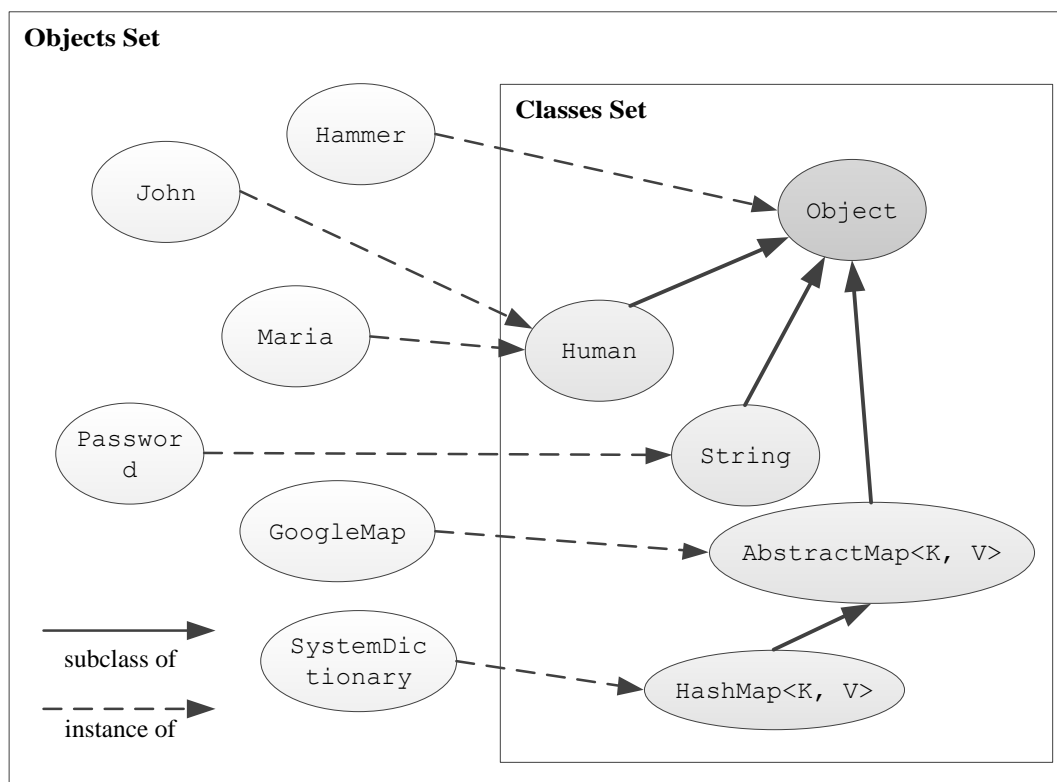 Objects Set
Classes Set
Hammer
John
Object
Maria
Human
Passwor
d
String
GoogleMap
AbstractMap<K, V>
SystemDic
tionary
HashMap<K, V>
subclass of
instance of